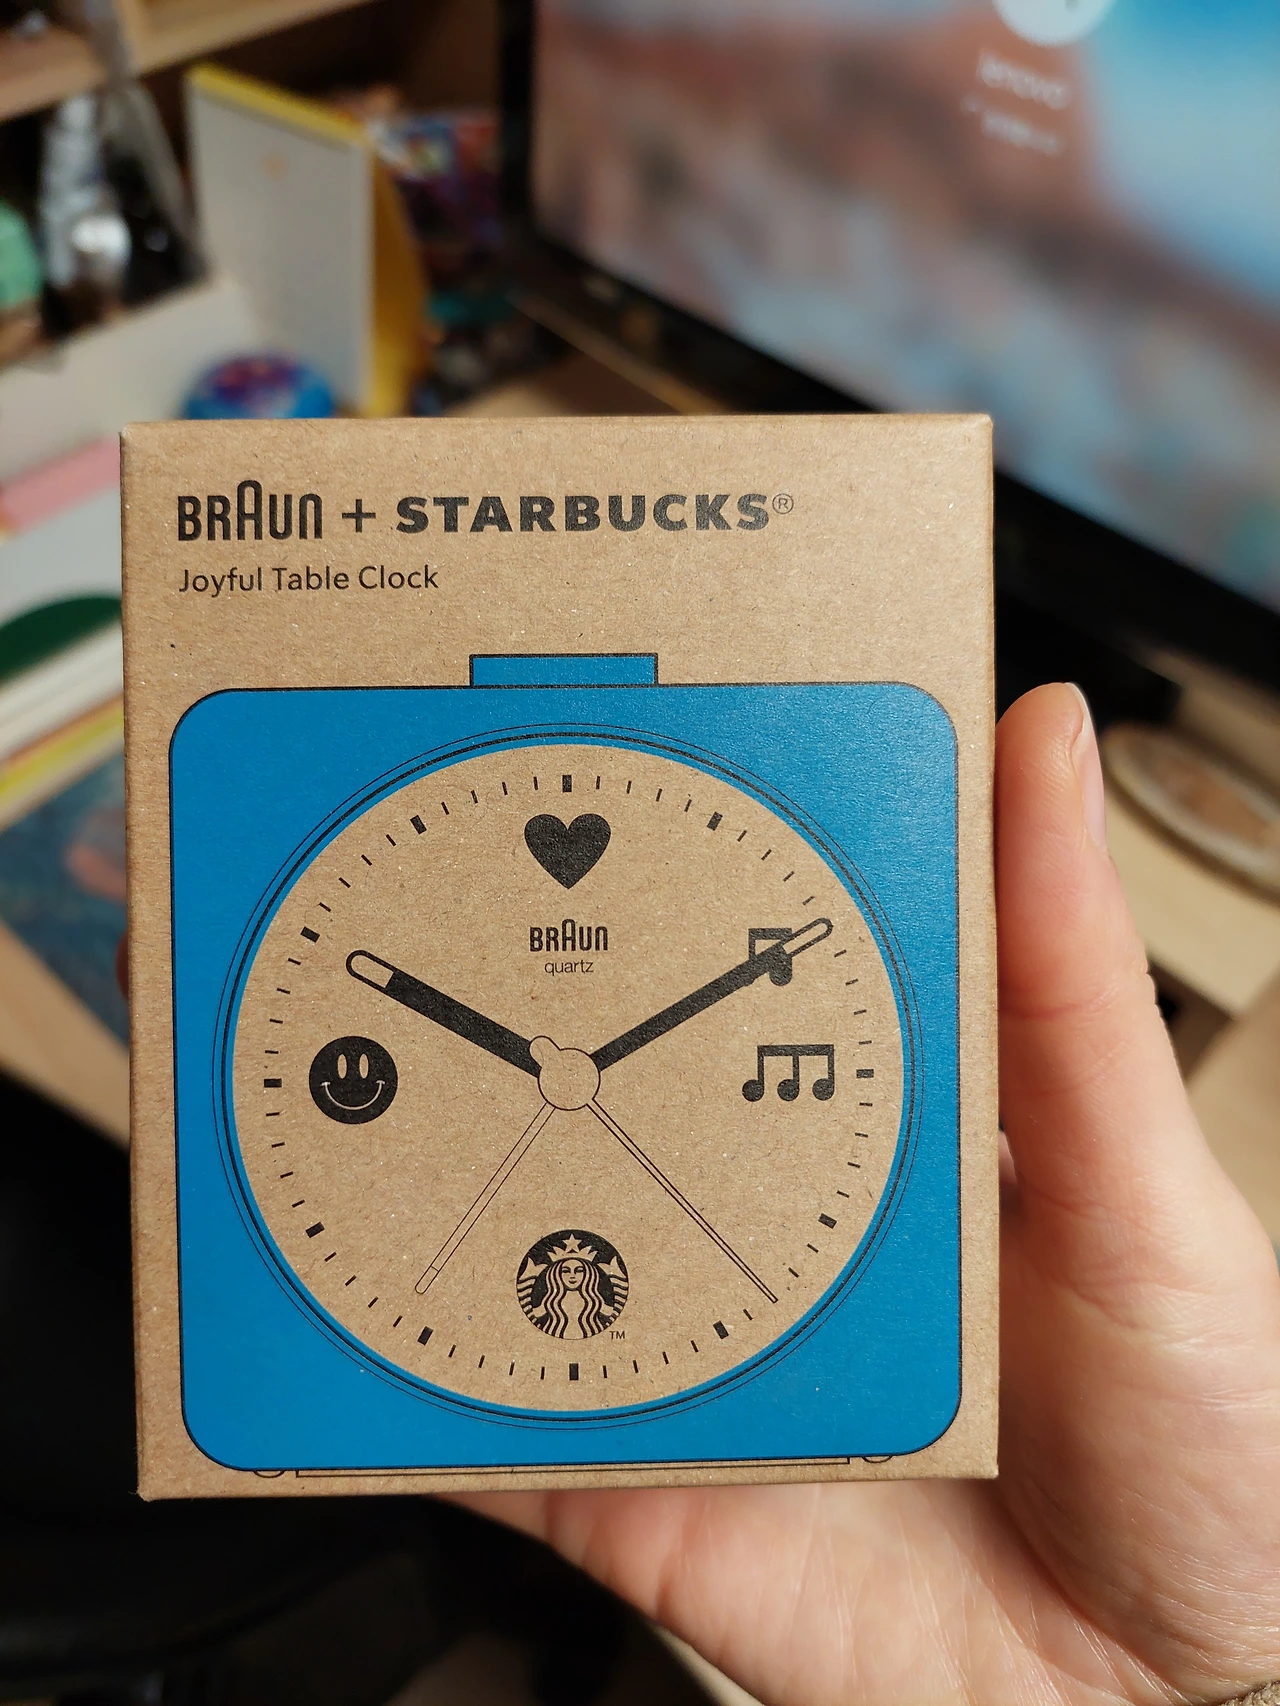 BRAUN + STARBUCKS®
Joyful Table Clock
BRAUN
quartz
TM